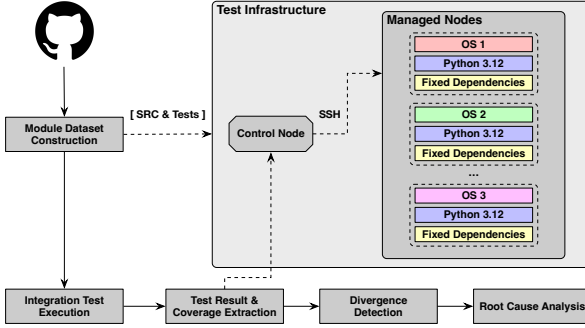 Test Infrastructure
Managed Nodes
OS 1
Python 3.12
Fixed Dependencies
[ SRC & Tests ]
SSH
Module Dataset
Construction
Control Node
OS 2
Python 3.12
Fixed Dependencies
...
OS 3
Python 3.12
Fixed Dependencies
Integration Test
Execution
Test Result &
Coverage Extraction
Divergence
Detection
Root Cause Analysis